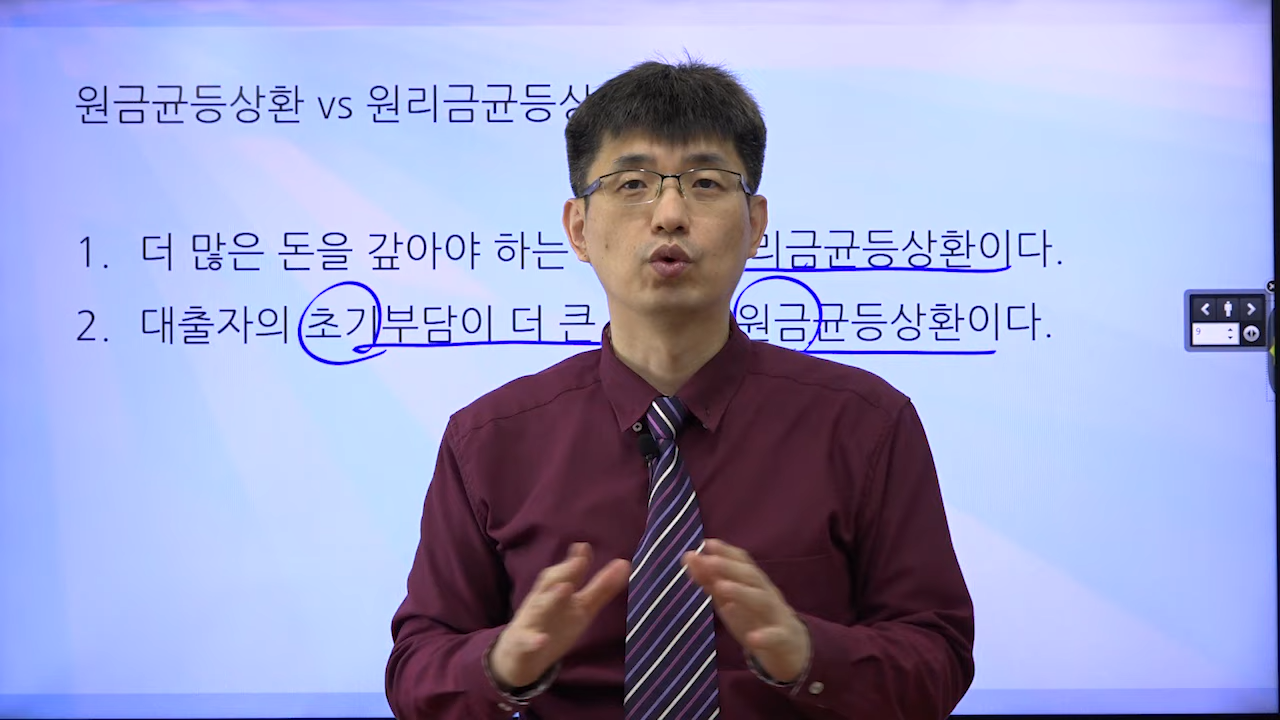 원금균등상환 vs 원리금균등상
1. 더 많은 돈을 갚아야 하는 리금균등상환이다.
2. 대출자의 초기부담이 더 큰 원금균등상환이다.
9